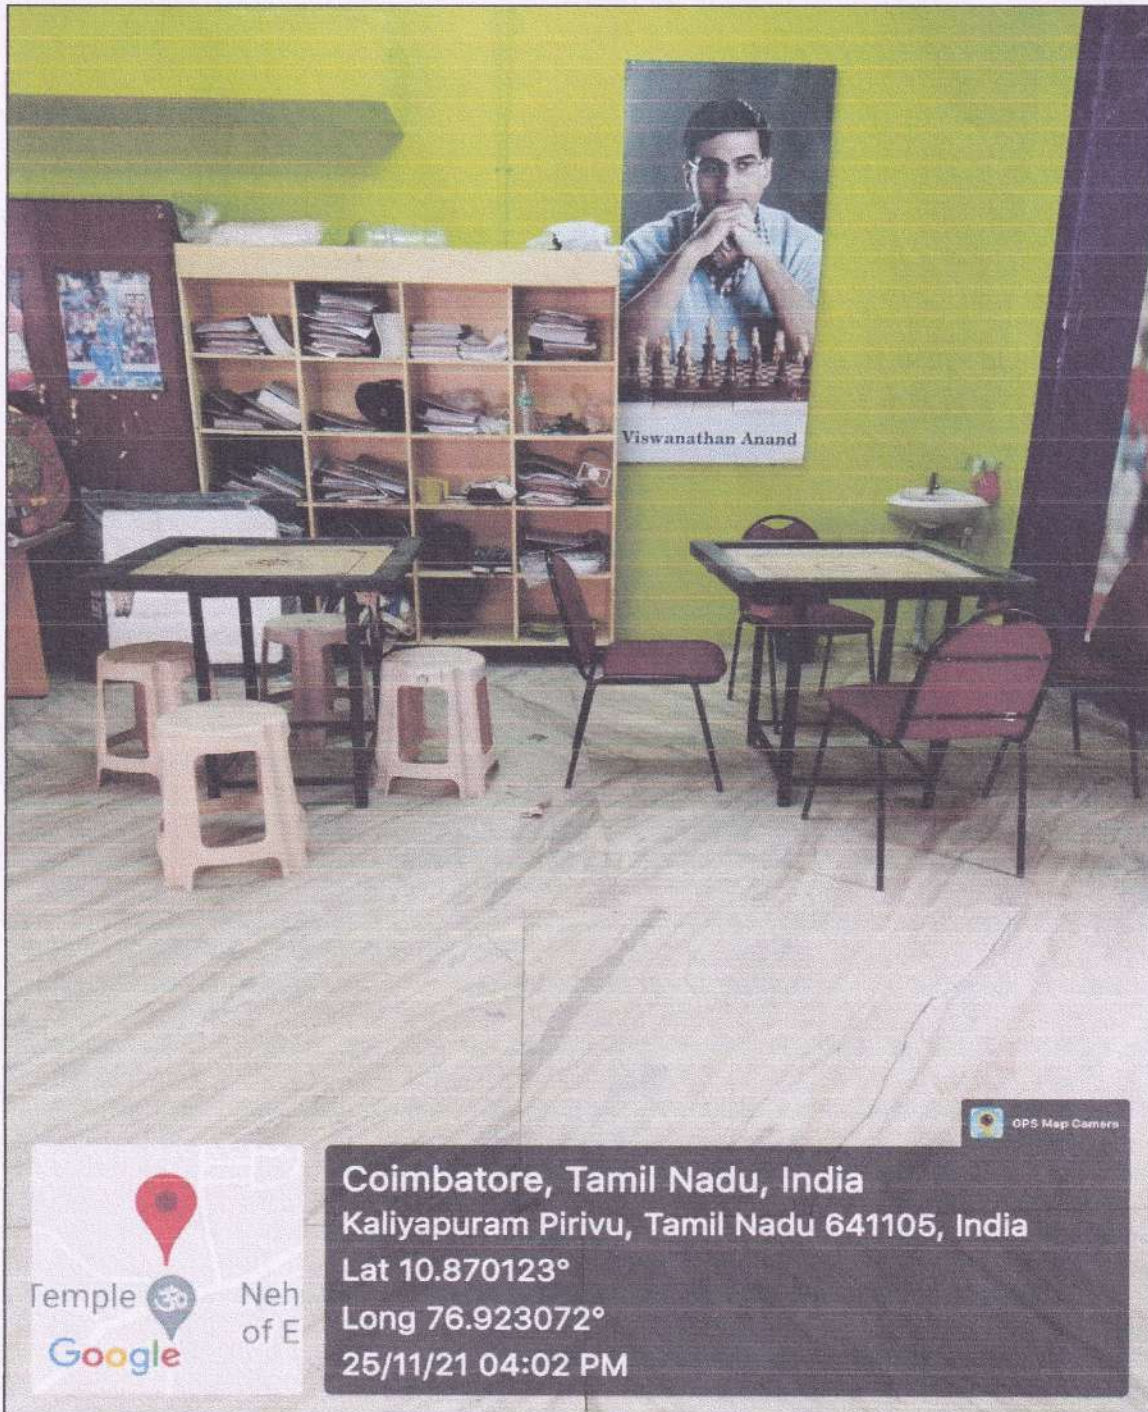 Viswanathan Anand
GPS Map Camera
Coimbatore, Tamil Nadu, India
Kaliyapuram Pirivu, Tamil Nadu 641105, India
Lat 10.870123°
Long 76.923072°
25/11/21 04:02 PM
Temple ॐ Neh
of E
Google